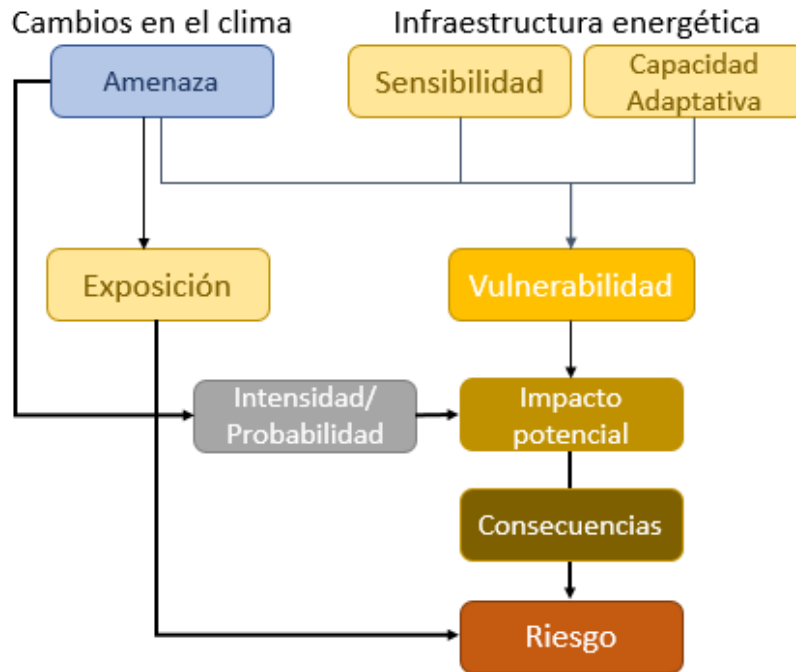 Cambios en el clima
Infraestructura energética
Amenaza
Sensibilidad
Capacidad
Adaptativa
Exposición
Vulnerabilidad
Intensidad/
Probabilidad
Impacto
potencial
Consecuencias
Riesgo